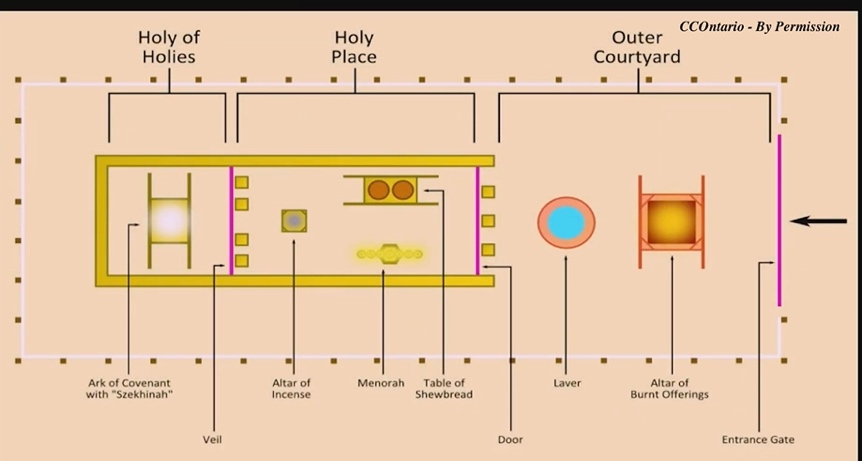 CCOntario - By Permission
Holy of
Holies
Holy
Place
Outer
Courtyard
Ark of Covenant
with "Szekhinah"
Altar of
Incense
Menorah
Table of
Shewbread
Laver
Altar of
Burnt Offerings
Veil
Door
Entrance Gate